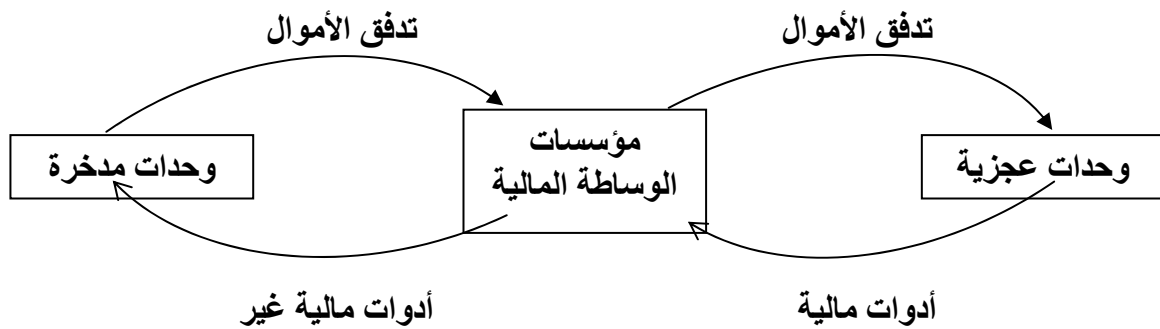 تدفق الأموال
تدفق الأموال
وحدات عجزية
مؤسسات
الوساطة المالية
وحدات مدخرة
أدوات مالية
أدوات مالية غير